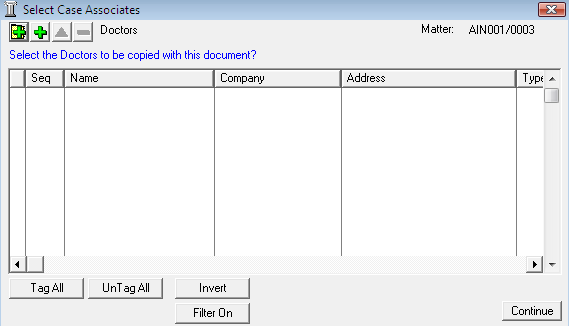 Select Case Associates
Doctors Matter: AIN001/0003
Select the Doctors to be copied with this document?
Seq Name Company Address Type
Tag All UnTag All Invert
Filter On Continue